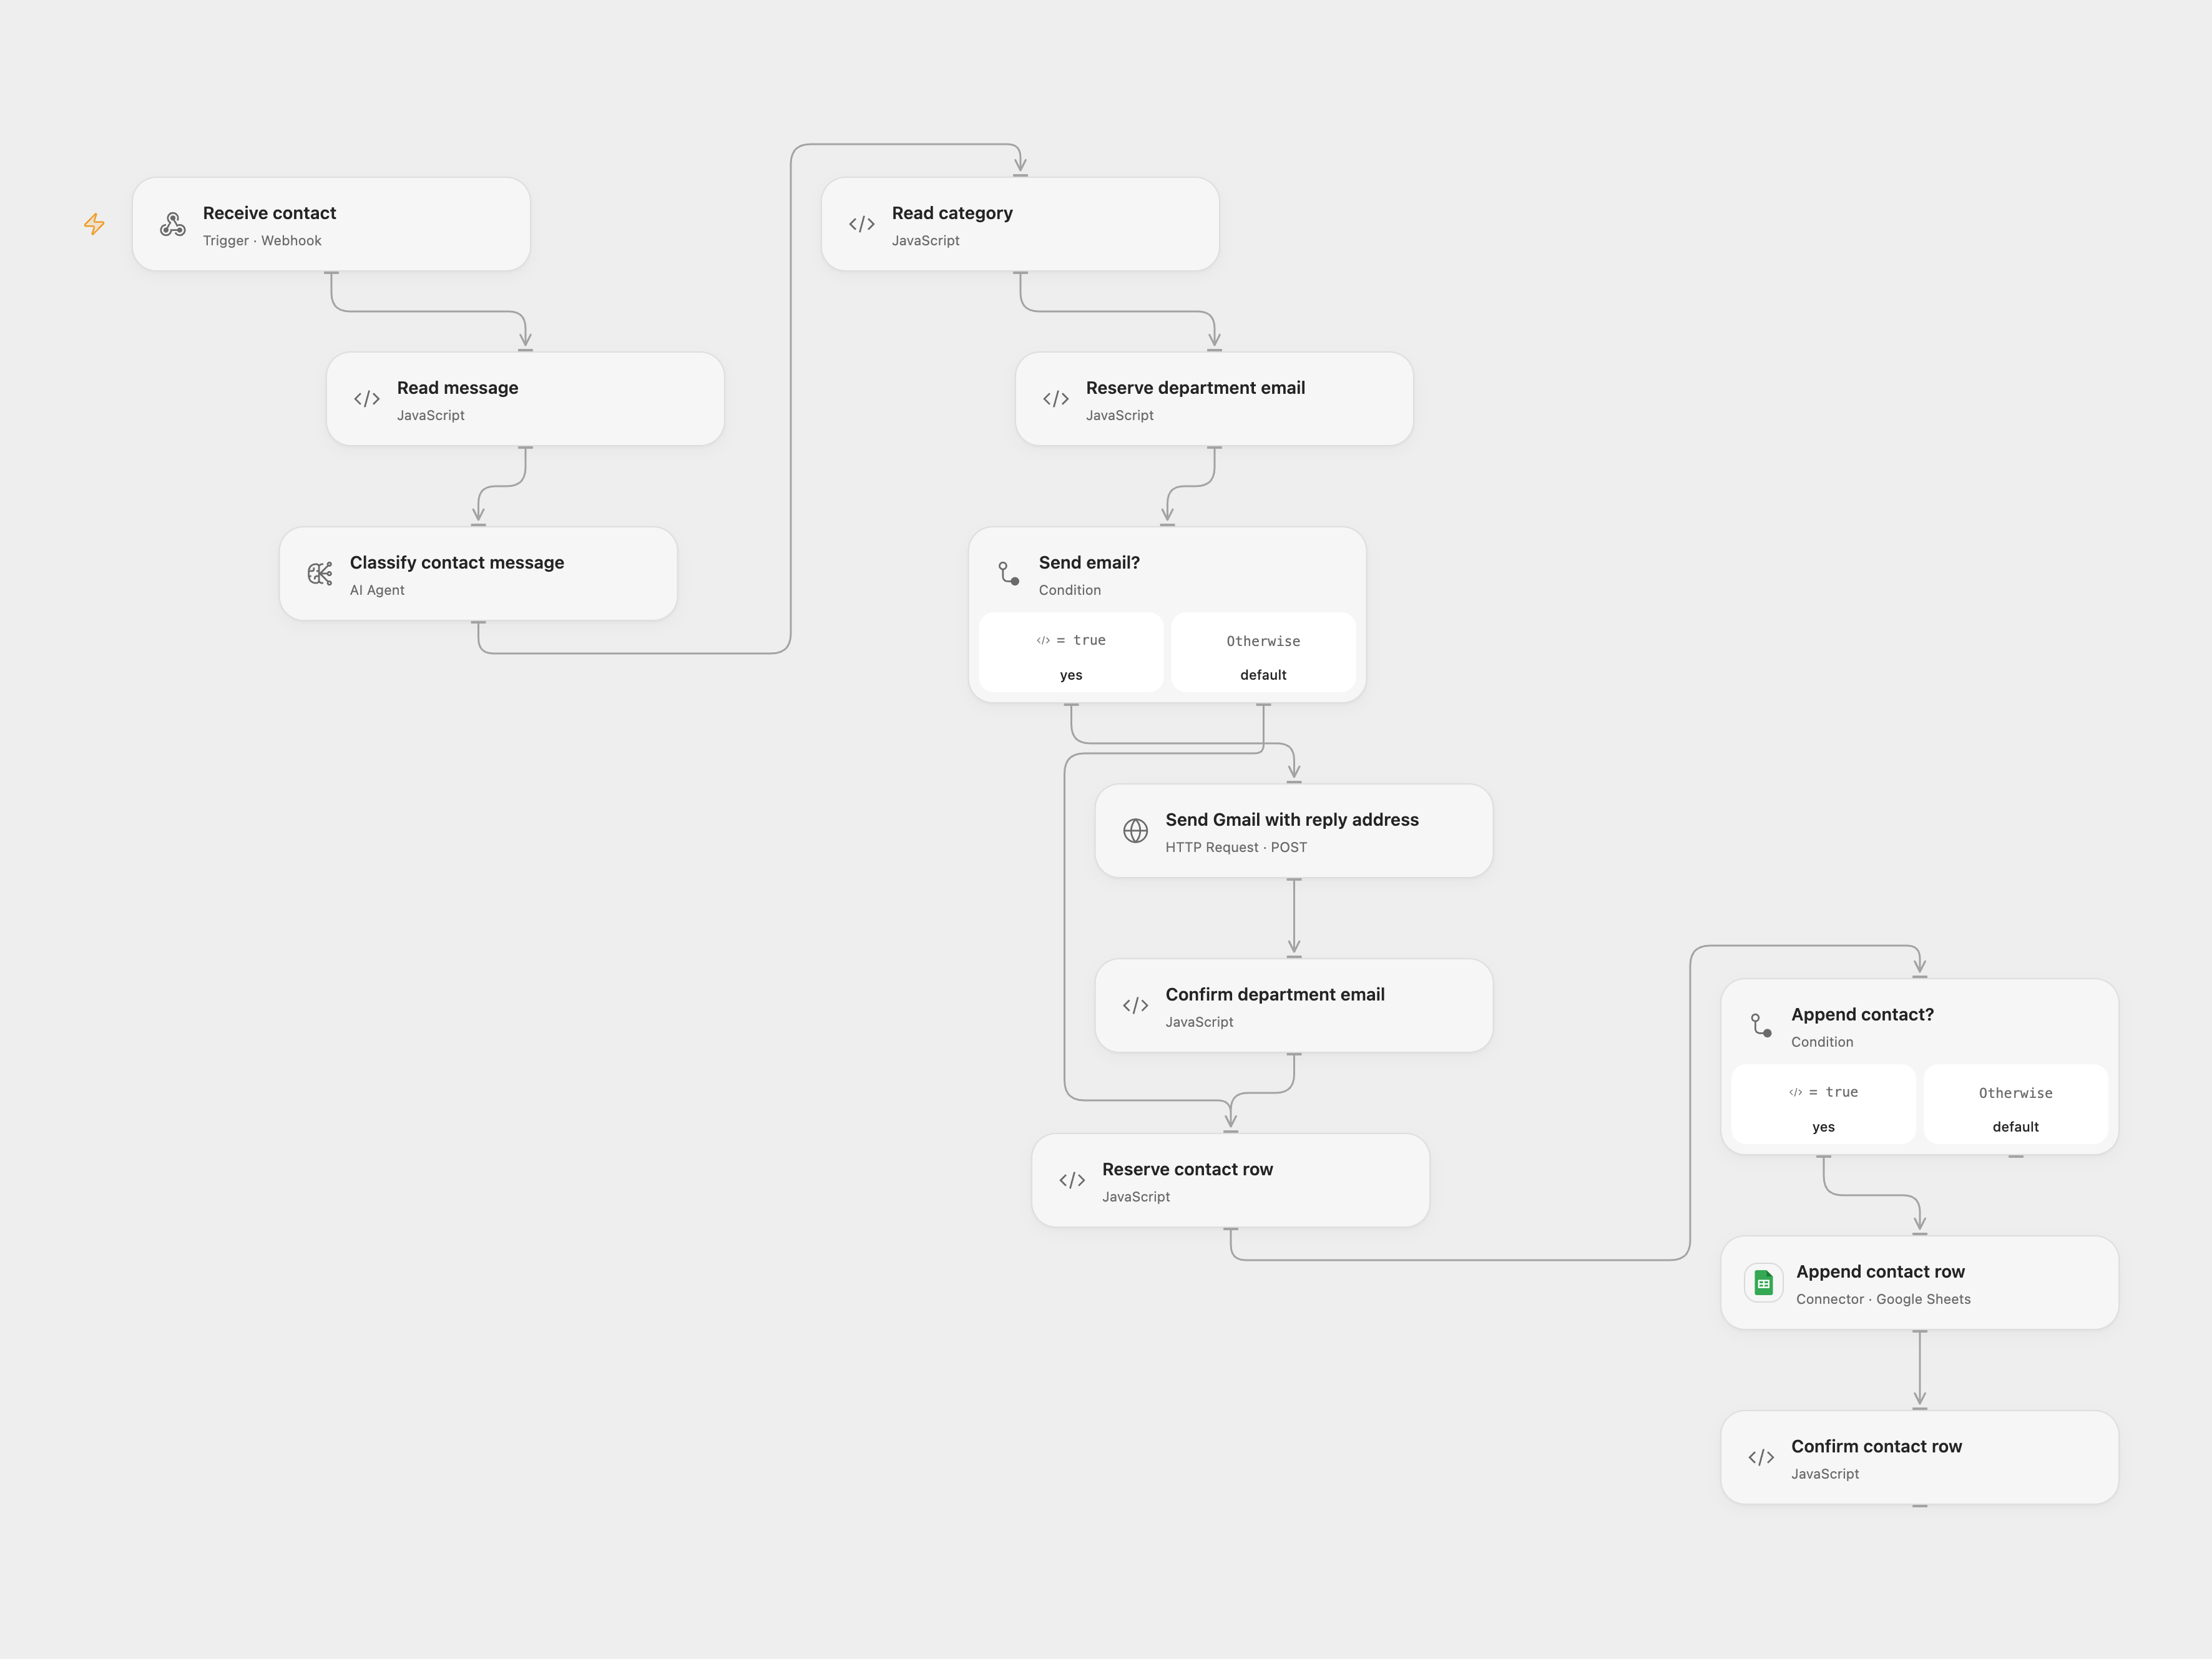 Receive contact
Trigger · Webhook
Read message
JavaScript
Classify contact message
AI Agent
Read category
JavaScript
Reserve department email
JavaScript
Send email?
Condition
</> = true
yes
Otherwise
default
Send Gmail with reply address
HTTP Request · POST
Confirm department email
JavaScript
Reserve contact row
JavaScript
Append contact?
Condition
</> = true
yes
Otherwise
default
Append contact row
Connector · Google Sheets
Confirm contact row
JavaScript